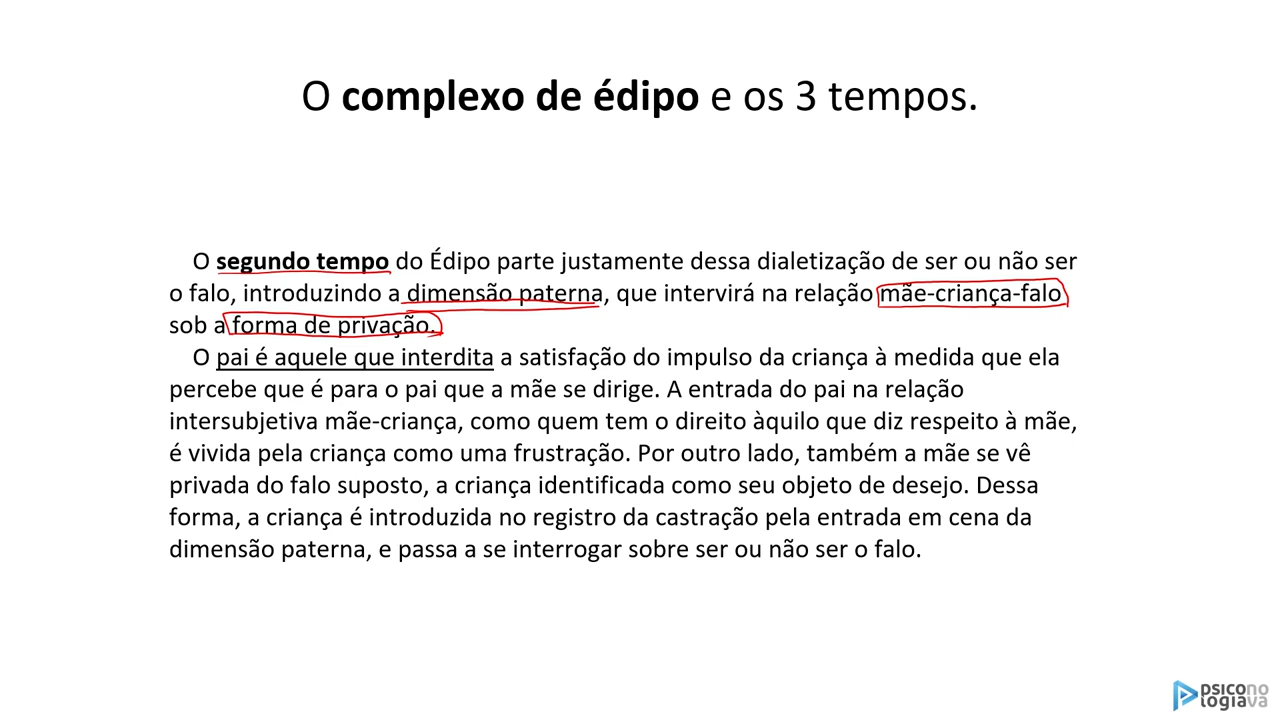 O complexo de édipo e os 3 tempos.
O segundo tempo do Édipo parte justamente dessa dialetização de ser ou não ser
o falo, introduzindo a dimensão paterna, que intervirá na relação mãe-criança-falo
sob a forma de privação.
O pai é aquele que interdita a satisfação do impulso da criança à medida que ela
percebe que é para o pai que a mãe se dirige. A entrada do pai na relação
intersubjetiva mãe-criança, como quem tem o direito àquilo que diz respeito à mãe,
é vivida pela criança como uma frustração. Por outro lado, também a mãe se vê
privada do falo suposto, a criança identificada como seu objeto de desejo. Dessa
forma, a criança é introduzida no registro da castração pela entrada em cena da
dimensão paterna, e passa a se interrogar sobre ser ou não ser o falo.
psicono
logiava